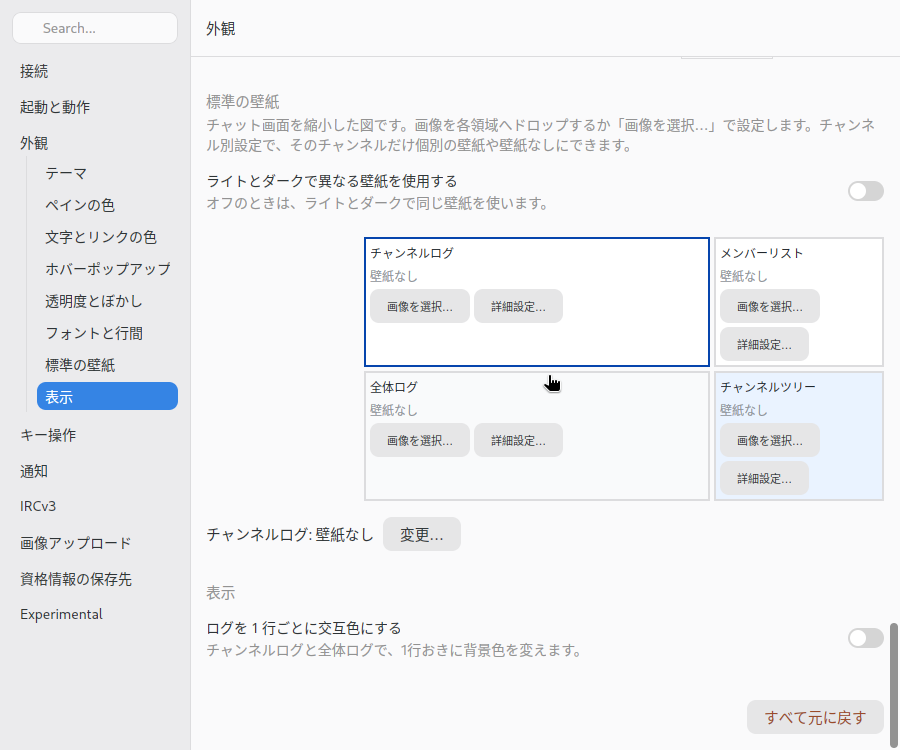 Search...
接続
起動と動作
外観
テーマ
ペインの色
文字とリンクの色
ホバーポップアップ
透明度とぼかし
フォントと行間
標準の壁紙
表示
キー操作
通知
IRCv3
画像アップロード
資格情報の保存先
Experimental
外観
標準の壁紙
チャット画面を縮小した図です。画像を各領域へドロップするか「画像を選択...」で設定します。チャンネ
ル別設定で、そのチャンネルだけ個別の壁紙や壁紙なしにできます。
ライトとダークで異なる壁紙を使用する
オフのときは、ライトとダークで同じ壁紙を使います。
チャンネルログ
壁紙なし
画像を選択... 詳細設定...
メンバーリスト
壁紙なし
画像を選択...
詳細設定...
全体ログ
壁紙なし
画像を選択... 詳細設定...
チャンネルツリー
壁紙なし
画像を選択...
詳細設定...
チャンネルログ: 壁紙なし 変更...
表示
ログを 1 行ごとに交互色にする
チャンネルログと全体ログで、1行おきに背景色を変えます。
すべて元に戻す